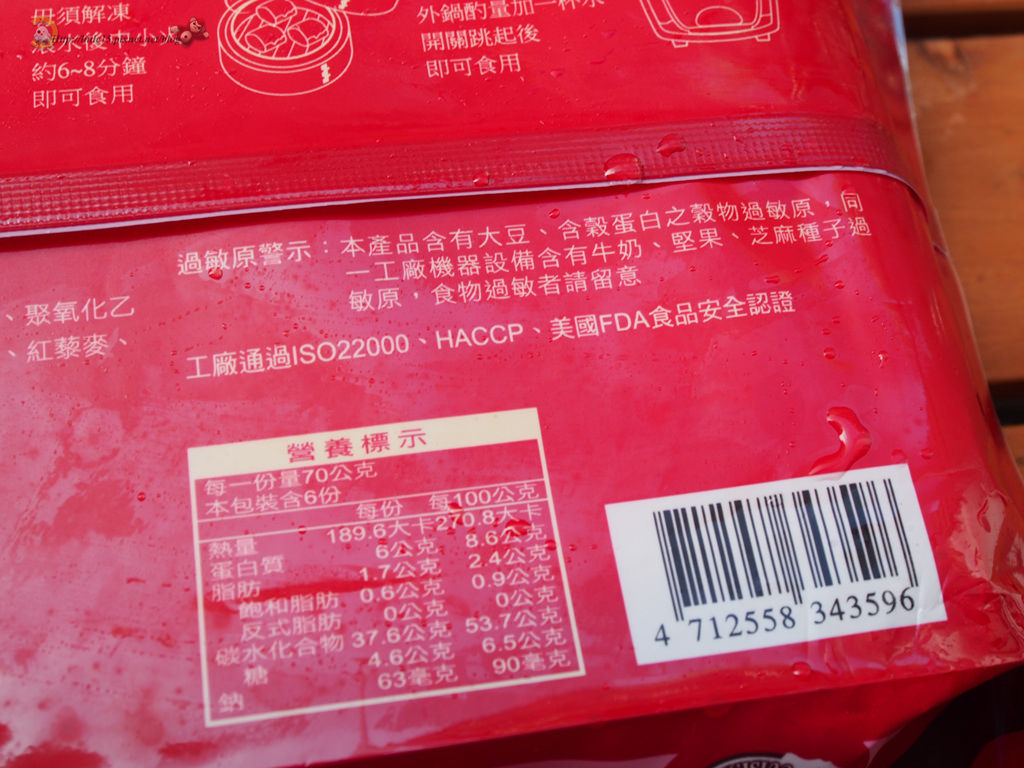 毋須解凍
約6~8分鐘
即可食用
外鍋酌量加一杯水
開關跳起後
即可食用
過敏原警示：本產品含有大豆、含穀蛋白之穀物過敏原，同
一工廠機器設備含有牛奶、堅果、芝麻種子過
敏原，食物過敏者請留意
、聚氧化乙
、紅藜麥、
工廠通過ISO22000、HACCP、美國FDA食品安全認證
營養標示
每一份量70公克
本包裝含6份
每份 每100公克
熱量 189.6大卡 270.8大卡
蛋白質 6公克 8.6公克
脂肪 1.7公克 2.4公克
飽和脂肪 0.6公克 0.9公克
反式脂肪 0公克 0公克
碳水化合物 37.6公克 53.7公克
糖 4.6公克 6.5公克
鈉 63毫克 90毫克
4 712558 343596